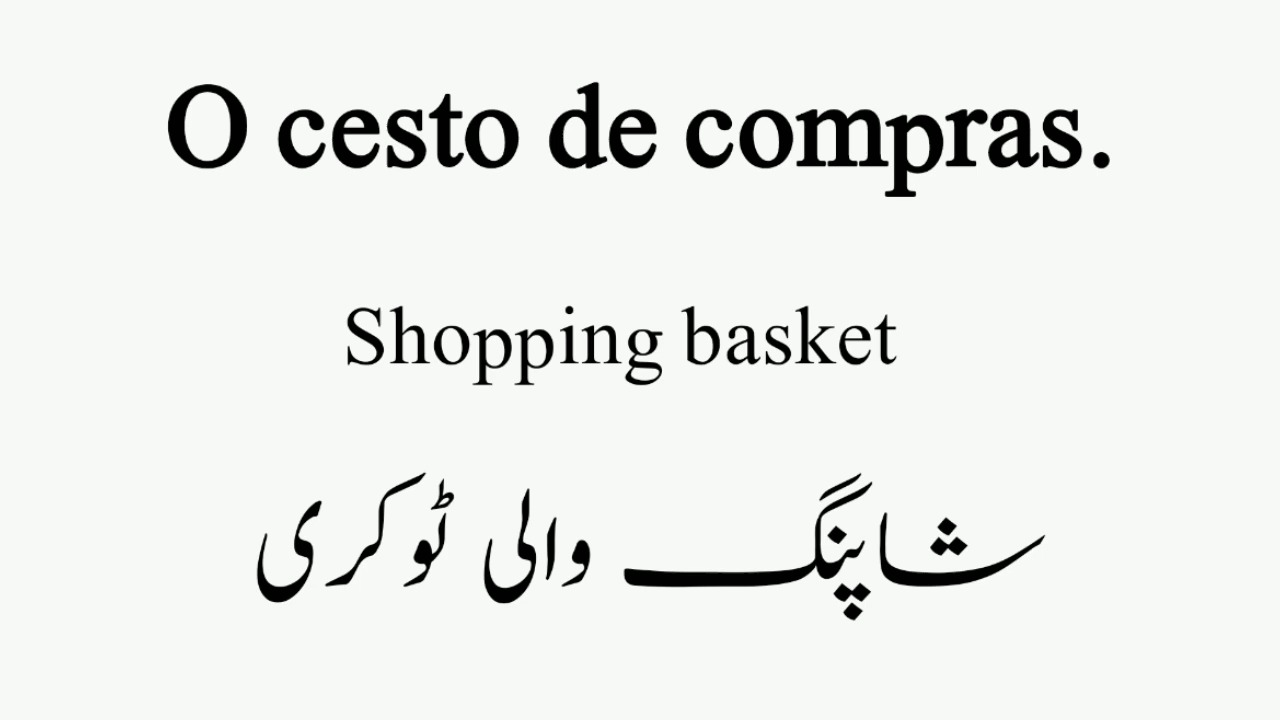 O cesto de compras.
Shopping basket
شاپنگ والی ٹوکری